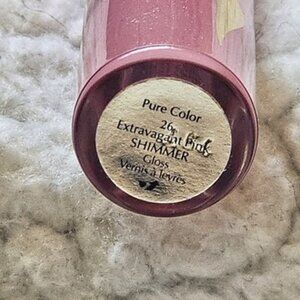 Pure Color
26
Extravagant Pink
SHIMMER
Gloss
Vernis à lèvres